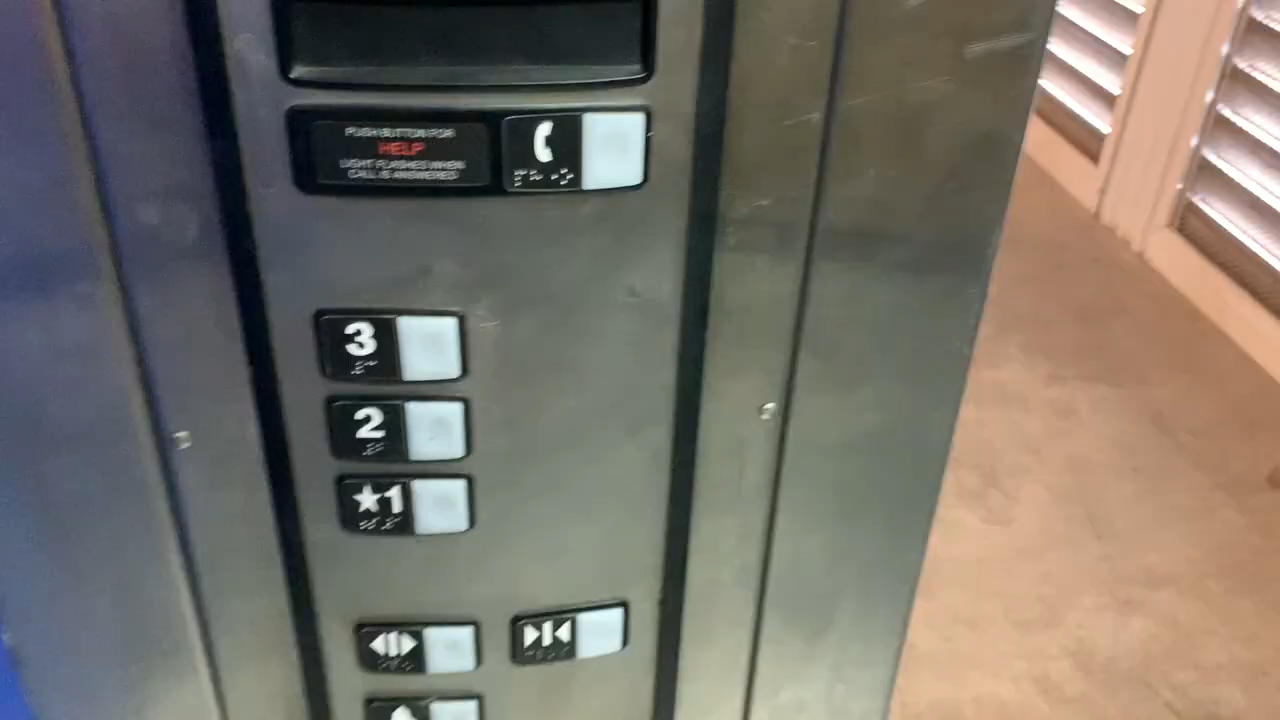 PUSH BUTTON FOR
HELP
LIGHT FLASHES WHEN
CALL IS ANSWERED
3
2
★1